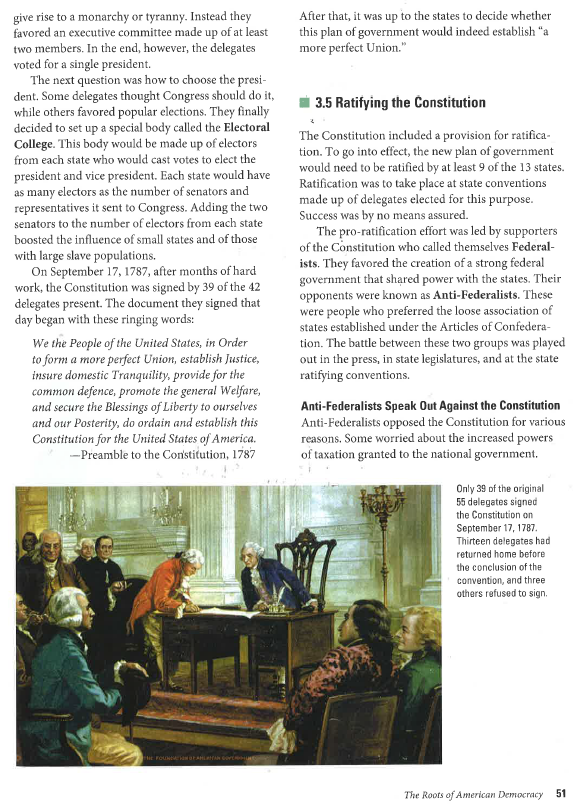 give rise to a monarchy or tyranny. Instead they
favored an executive committee made up of at least
two members. In the end, however, the delegates
voted for a single president.
The next question was how to choose the presi-
dent. Some delegates thought Congress should do it,
while others favored popular elections. They finally
decided to set up a special body called the Electoral
College. This body would be made up of electors
from each state who would cast votes to elect the
president and vice president. Each state would have
as many electors as the number of senators and
representatives it sent to Congress. Adding the two
senators to the number of electors from each state
boosted the influence of small states and of those
with large slave populations.
On September 17, 1787, after months of hard
work, the Constitution was signed by 39 of the 42
delegates present. The document they signed that
day began with these ringing words:
We the People of the United States, in Order
to form a more perfect Union, establish Justice,
insure domestic Tranquility, provide for the
common defence, promote the general Welfare,
and secure the Blessings of Liberty to ourselves
and our Posterity, do ordain and establish this
Constitution for the United States of America.
—Preamble to the Constitution, 1787
After that, it was up to the states to decide whether
this plan of government would indeed establish “a
more perfect Union.”
3.5 Ratifying the Constitution
The Constitution included a provision for ratifica-
tion. To go into effect, the new plan of government
would need to be ratified by at least 9 of the 13 states.
Ratification was to take place at state conventions
made up of delegates elected for this purpose.
Success was by no means assured.
The pro-ratification effort was led by supporters
of the Constitution who called themselves Federal-
ists. They favored the creation of a strong federal
government that shared power with the states. Their
opponents were known as Anti-Federalists. These
were people who preferred the loose association of
states established under the Articles of Confedera-
tion. The battle between these two groups was played
out in the press, in state legislatures, and at the state
ratifying conventions.
Anti-Federalists Speak Out Against the Constitution
Anti-Federalists opposed the Constitution for various
reasons. Some worried about the increased powers
of taxation granted to the national government.
THE FOUNDATION OF AMERICAN GOVERNMENT
Only 39 of the original
55 delegates signed
the Constitution on
September 17, 1787.
Thirteen delegates had
returned home before
the conclusion of the
convention, and three
others refused to sign.
The Roots of American Democracy 51